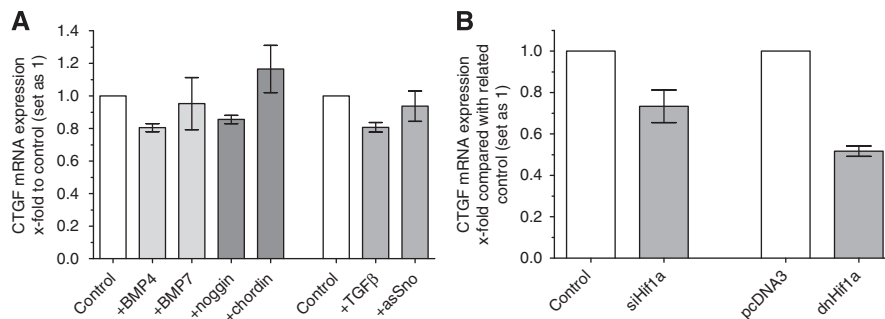 A
CTGF mRNA expression
x-fold to control (set as 1)
1.4
1.2
1.0
0.8
0.6
0.4
0.2
0.0
Control
+BMP4
+BMP7
+noggin
+chordin
Control
+TGFβ
+asSno
B
CTGF mRNA expression
x-fold compared with related
control (set as 1)
1.0
0.8
0.6
0.4
0.2
0.0
Control
siHif1a
pcDNA3
dnHif1a